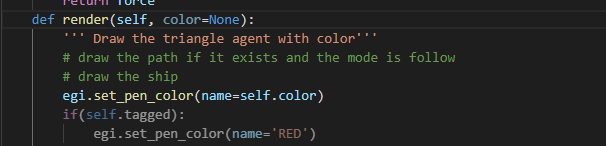 return force
def render(self, color=None):
''' Draw the triangle agent with color'''
# draw the path if it exists and the mode is follow
# draw the ship
egi.set_pen_color(name=self.color)
if(self.tagged):
egi.set_pen_color(name='RED')